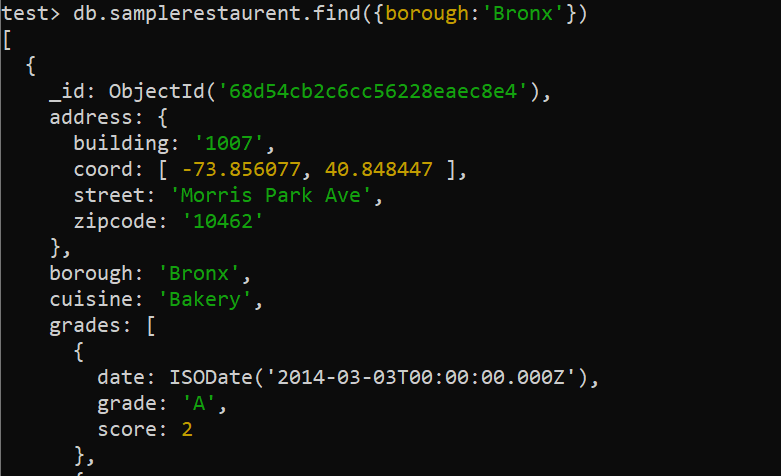 test> db.samplerestaurent.find({borough:'Bronx'})
[
  {
    _id: ObjectId('68d54cb2c6cc56228eaec8e4'),
    address: {
      building: '1007',
      coord: [ -73.856077, 40.848447 ],
      street: 'Morris Park Ave',
      zipcode: '10462'
    },
    borough: 'Bronx',
    cuisine: 'Bakery',
    grades: [
      {
        date: ISODate('2014-03-03T00:00:00.000Z'),
        grade: 'A',
        score: 2
      },
      {